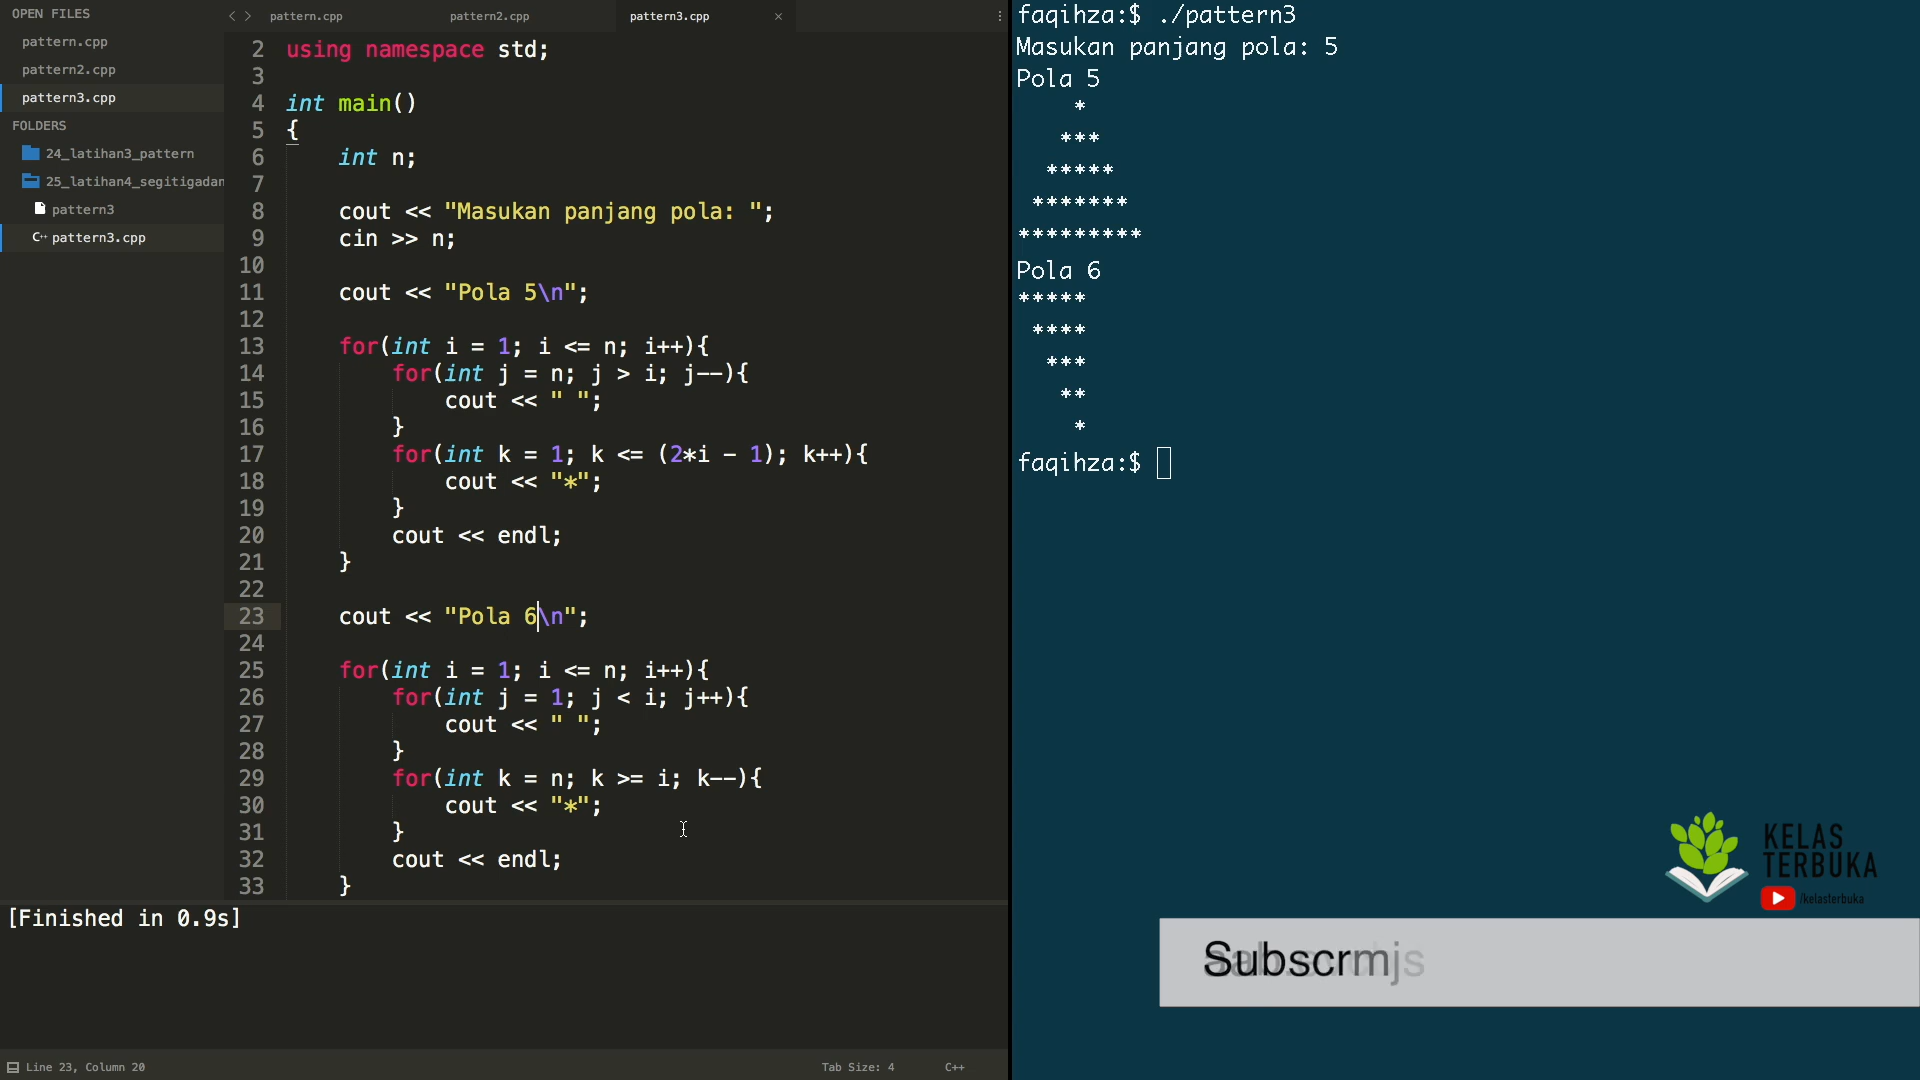 OPEN FILES
pattern.cpp
pattern2.cpp
pattern3.cpp
FOLDERS
24_latihan3_pattern
25_latihan4_segitigadan
pattern3
C++ pattern3.cpp
pattern.cpp pattern2.cpp pattern3.cpp ×
2 using namespace std;
3
4 int main()
5 {
6     int n;
7
8     cout << "Masukan panjang pola: ";
9     cin >> n;
10
11     cout << "Pola 5\n";
12
13     for(int i = 1; i <= n; i++){
14         for(int j = n; j > i; j--){
15             cout << " ";
16         }
17         for(int k = 1; k <= (2*i - 1); k++){
18             cout << "*";
19         }
20         cout << endl;
21     }
22
23     cout << "Pola 6\n";
24
25     for(int i = 1; i <= n; i++){
26         for(int j = 1; j < i; j++){
27             cout << " ";
28         }
29         for(int k = n; k >= i; k--){
30             cout << "*";
31         }
32         cout << endl;
33     }
[Finished in 0.9s]
Line 23, Column 20 Tab Size: 4 C++
faqihza:$ ./pattern3
Masukan panjang pola: 5
Pola 5
    *
   ***
  *****
 *******
*********
Pola 6
*****
 ****
  ***
   **
    *
faqihza:$
KELAS
TERBUKA
/kelasterbuka